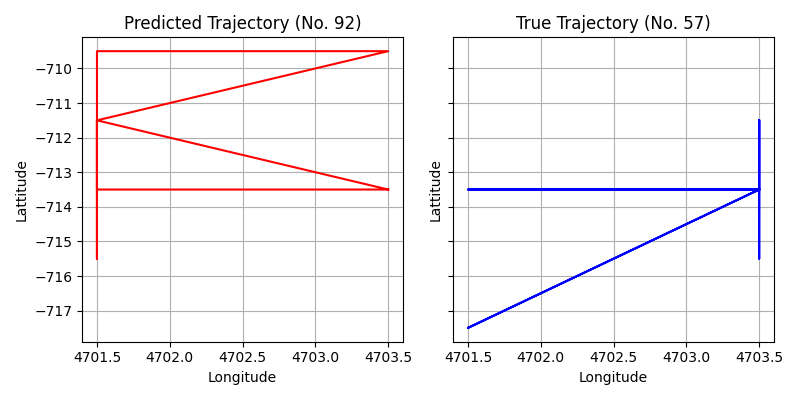 Predicted Trajectory (No. 92)
True Trajectory (No. 57)
Lattitude
−710
−711
−712
−713
−714
−715
−716
−717
4701.5 4702.0 4702.5 4703.0 4703.5
Longitude
Lattitude
4701.5 4702.0 4702.5 4703.0 4703.5
Longitude